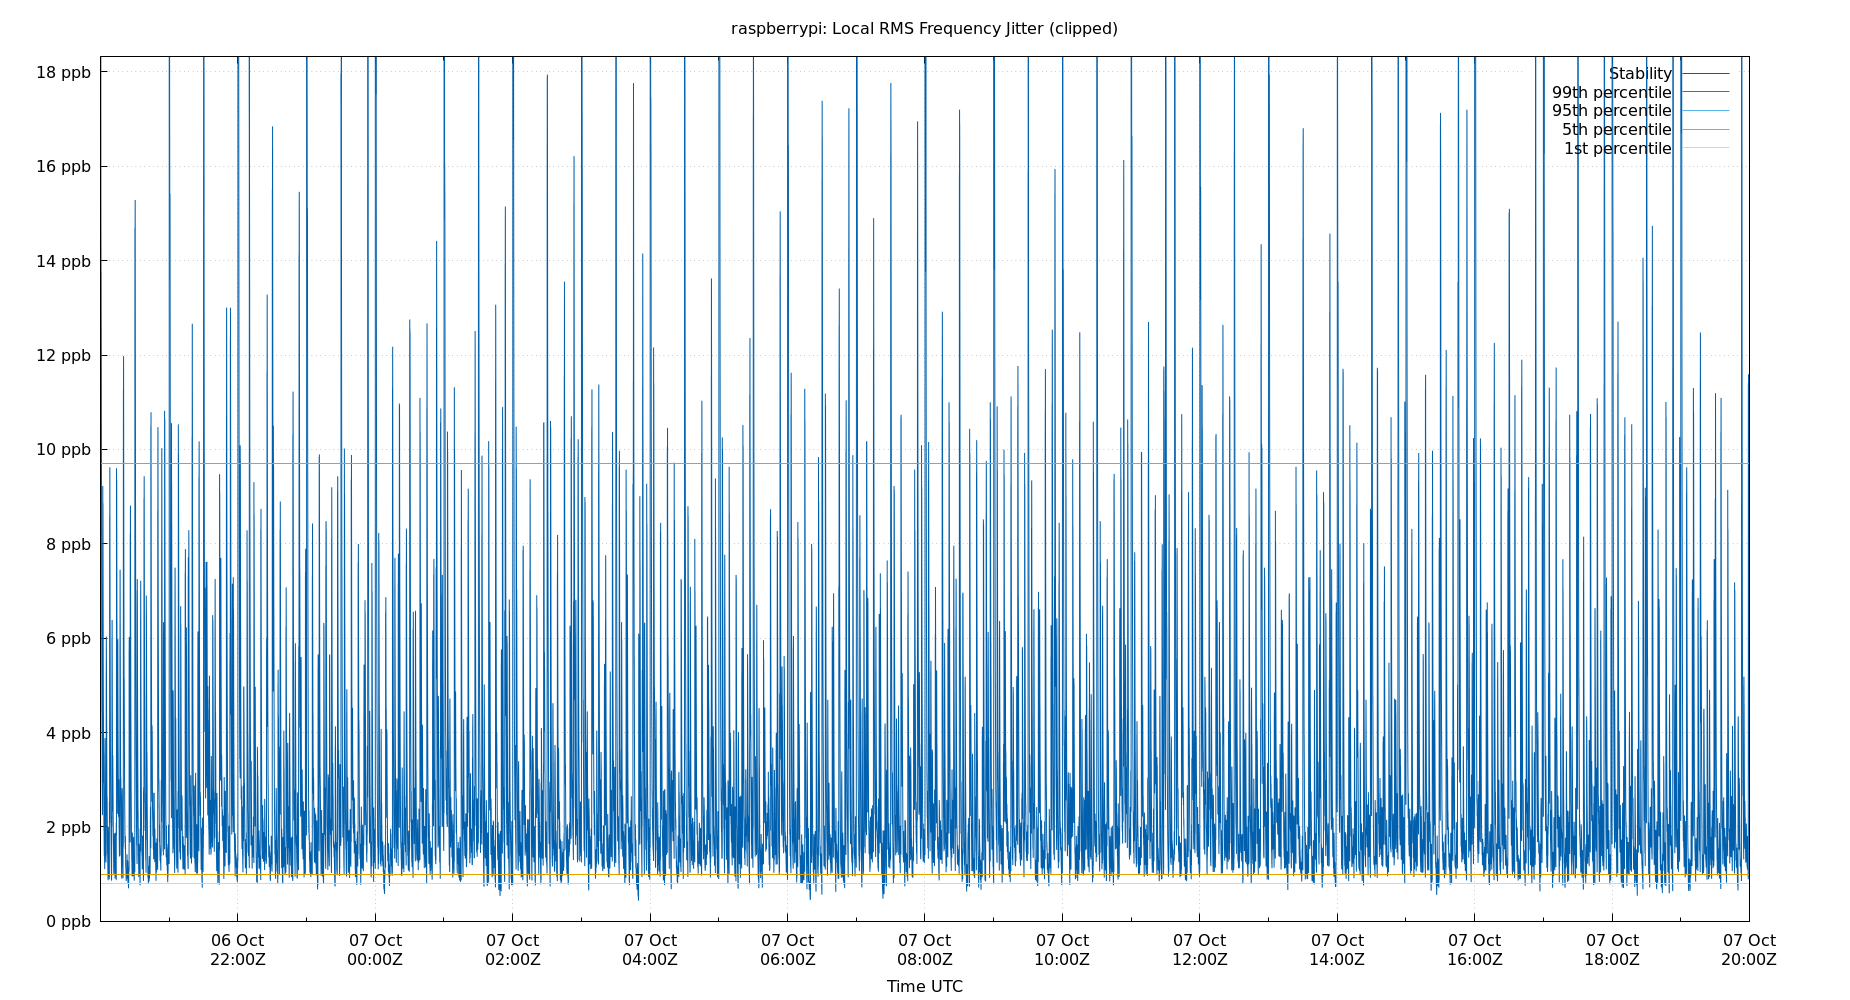 raspberrypi: Local RMS Frequency Jitter (clipped)
18 ppb
16 ppb
14 ppb
12 ppb
10 ppb
8 ppb
6 ppb
4 ppb
2 ppb
0 ppb
Stability
99th percentile
95th percentile
5th percentile
1st percentile
06 Oct 07 Oct 07 Oct 07 Oct 07 Oct 07 Oct 07 Oct 07 Oct 07 Oct 07 Oct 07 Oct 07 Oct
22:00Z 00:00Z 02:00Z 04:00Z 06:00Z 08:00Z 10:00Z 12:00Z 14:00Z 16:00Z 18:00Z 20:00Z
Time UTC